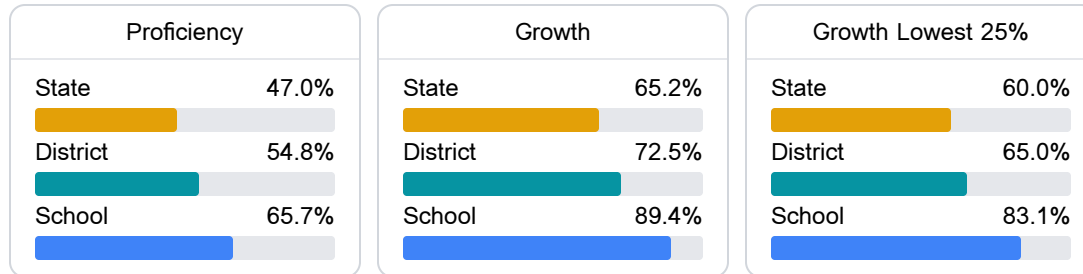 Proficiency
State 47.0%
District 54.8%
School 65.7%
Growth
State 65.2%
District 72.5%
School 89.4%
Growth Lowest 25%
State 60.0%
District 65.0%
School 83.1%